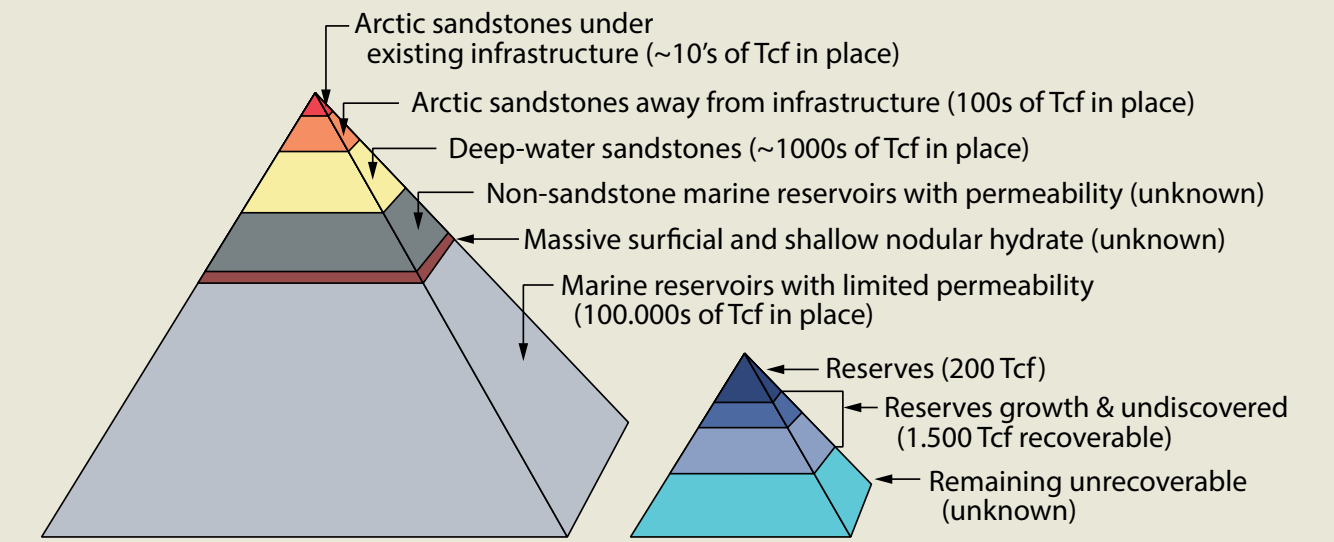 Arctic sandstones under
existing infrastructure (~10's of Tcf in place)
Arctic sandstones away from infrastructure (100s of Tcf in place)
Deep-water sandstones (~1000s of Tcf in place)
Non-sandstone marine reservoirs with permeability (unknown)
Massive surficial and shallow nodular hydrate (unknown)
Marine reservoirs with limited permeability
(100.000s of Tcf in place)
Reserves (200 Tcf)
Reserves growth & undiscovered
(1.500 Tcf recoverable)
Remaining unrecoverable
(unknown)